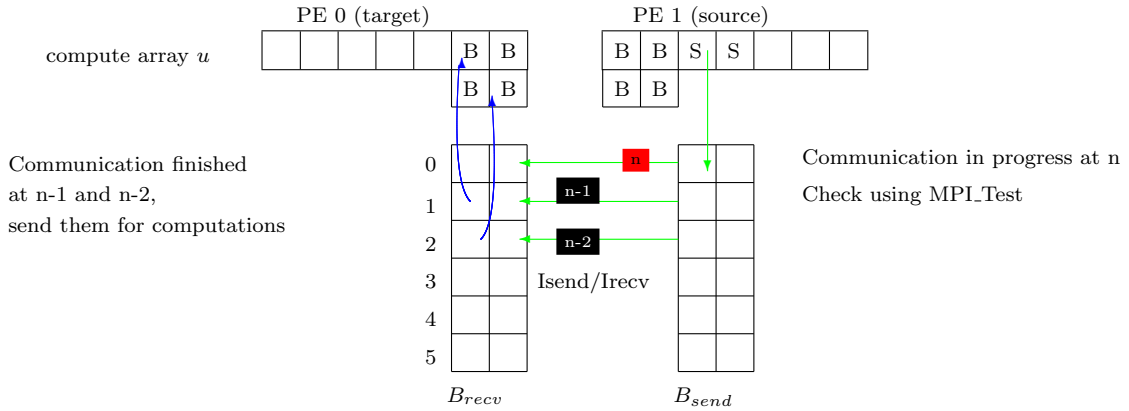 PE 0 (target)
PE 1 (source)
compute array u
B B
B B S S
B B
B B
0
n
Communication finished
at n-1 and n-2,
send them for computations
Communication in progress at n
Check using MPI_Test
1
n-1
2
n-2
3
Isend/Irecv
4
5
B_recv
B_send